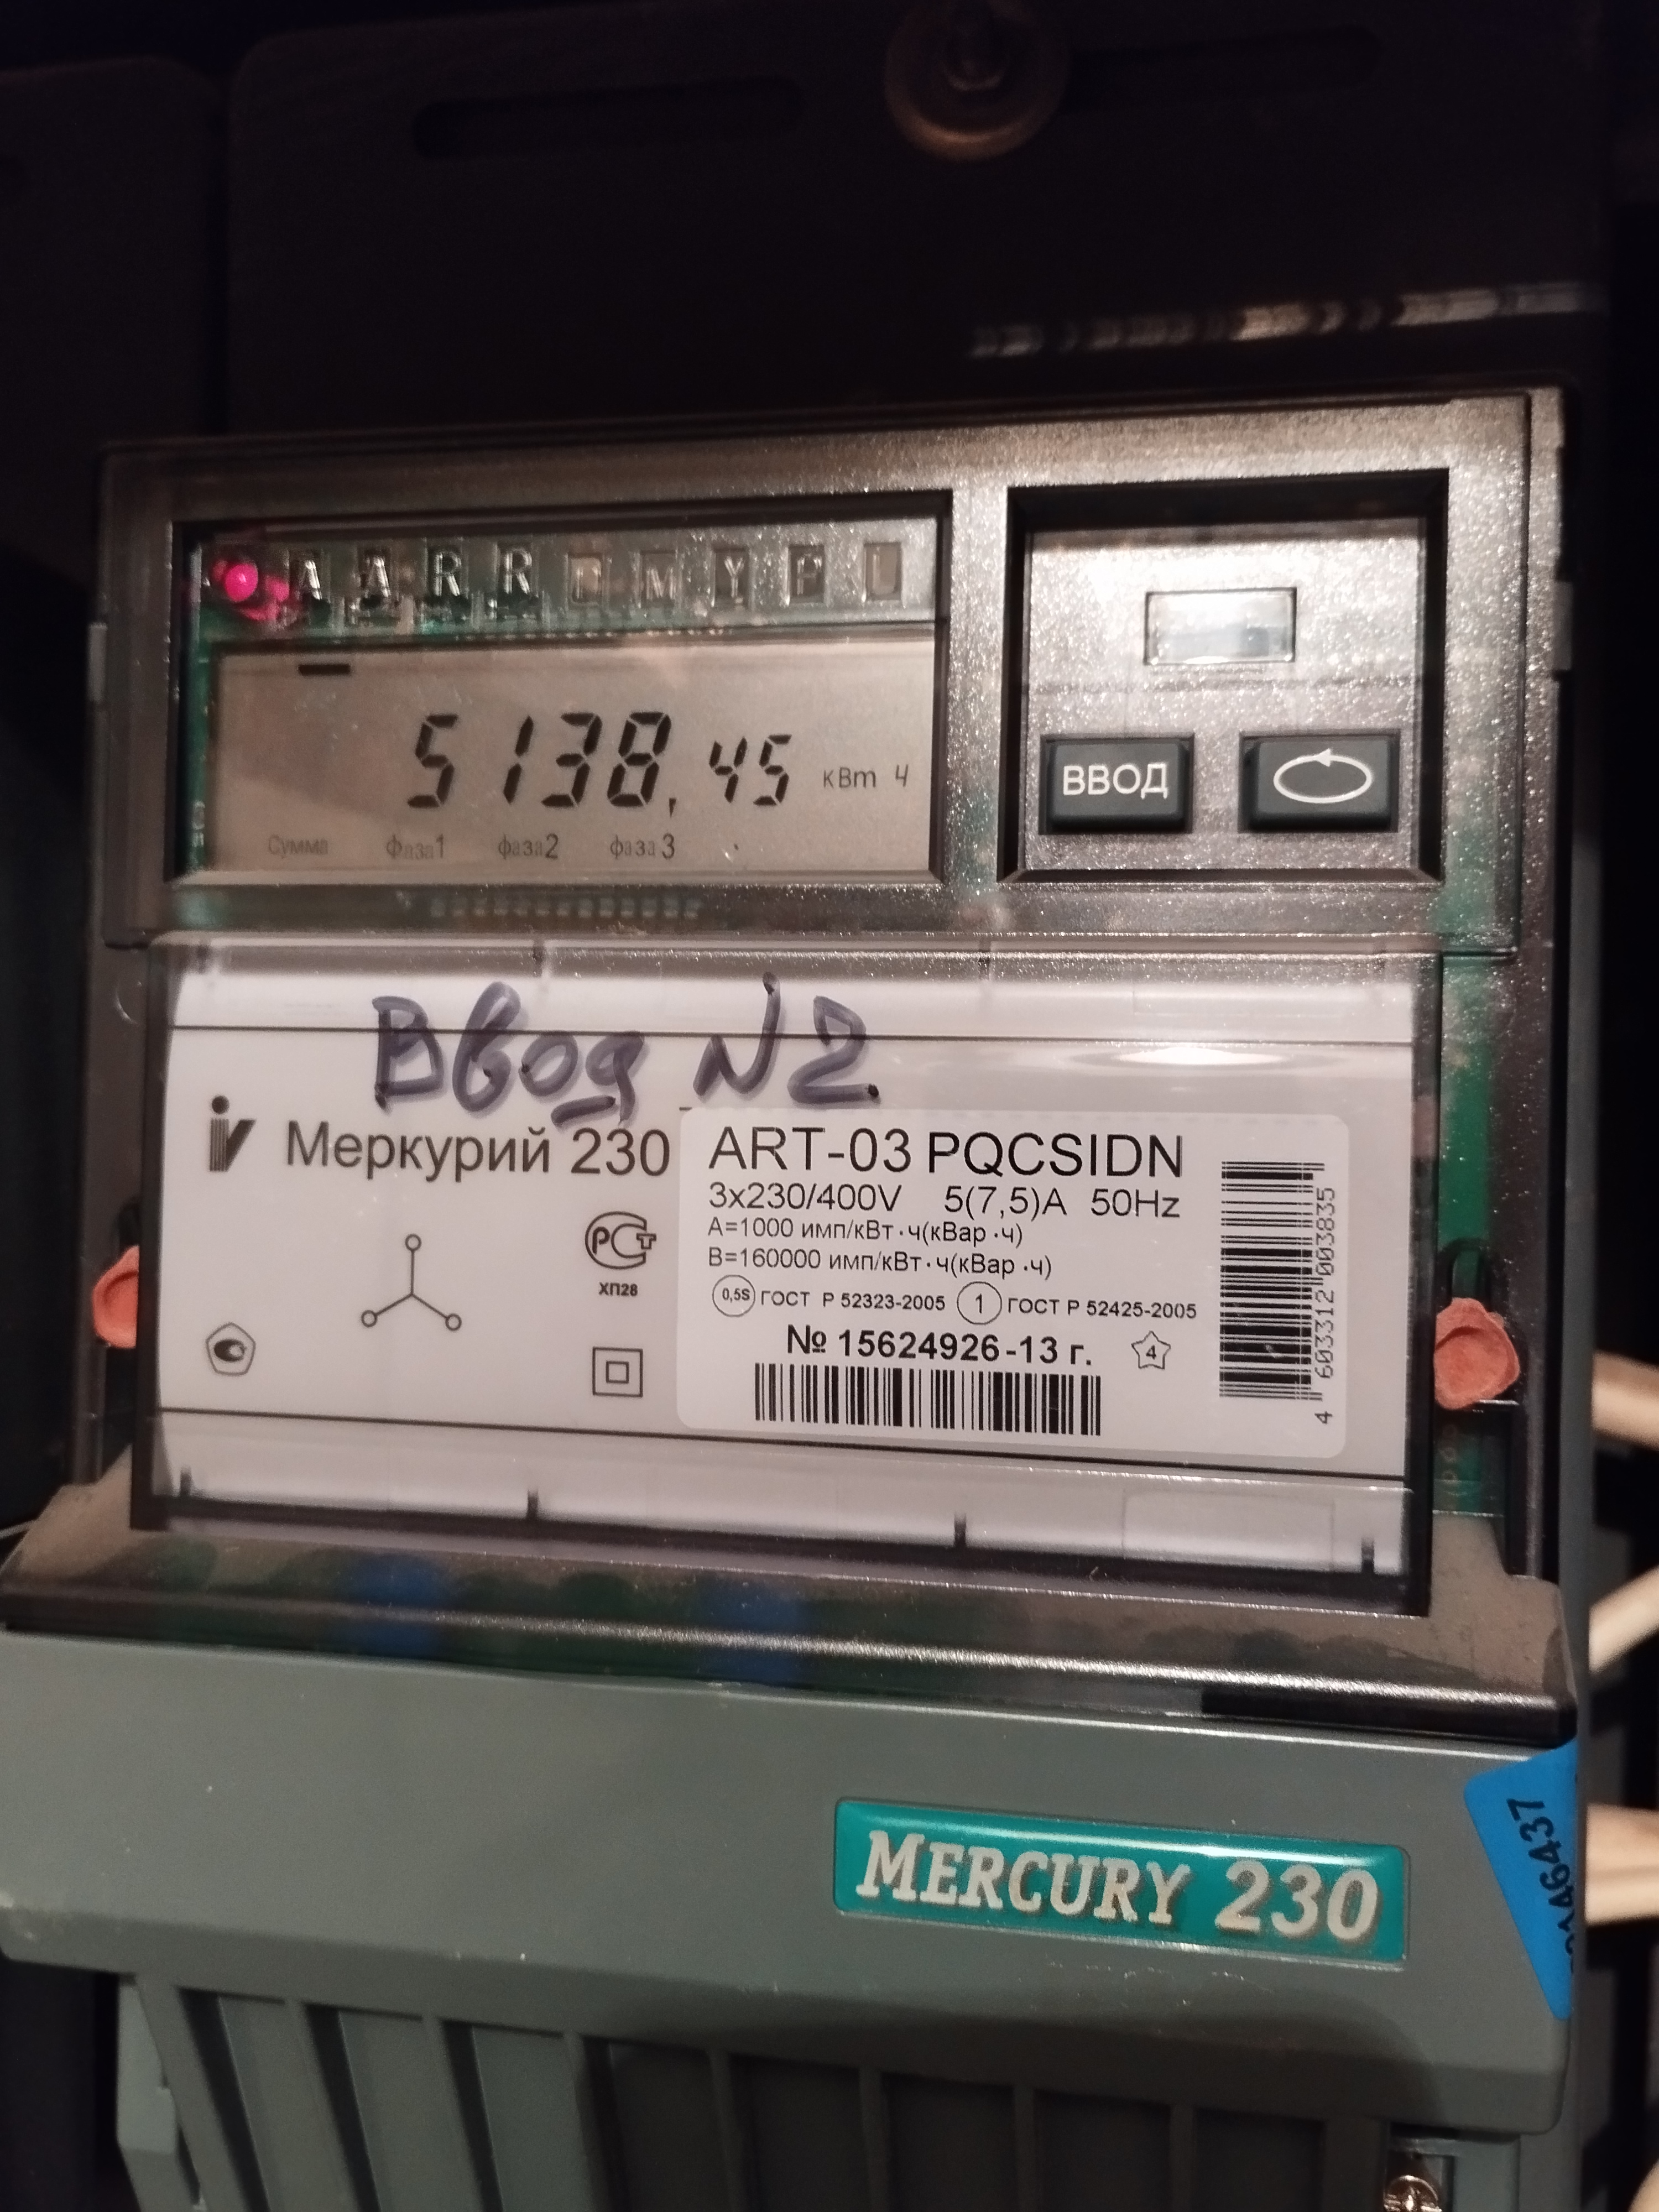 A A R R C M Y P L
5138,45 кВт ч
Сумма фаза1 фаза2 фаза3
ВВОД
Ввод N2
Меркурий 230
ART-03 PQCSIDN
3x230/400V 5(7,5)A 50Hz
A=1000 имп/кВт·ч(кВар·ч)
B=160000 имп/кВт·ч(кВар·ч)
0,5S ГОСТ Р 52323-2005 1 ГОСТ Р 52425-2005
№ 15624926-13 г. 4
РСТ
ХП28
4 603312 003835
MERCURY 230